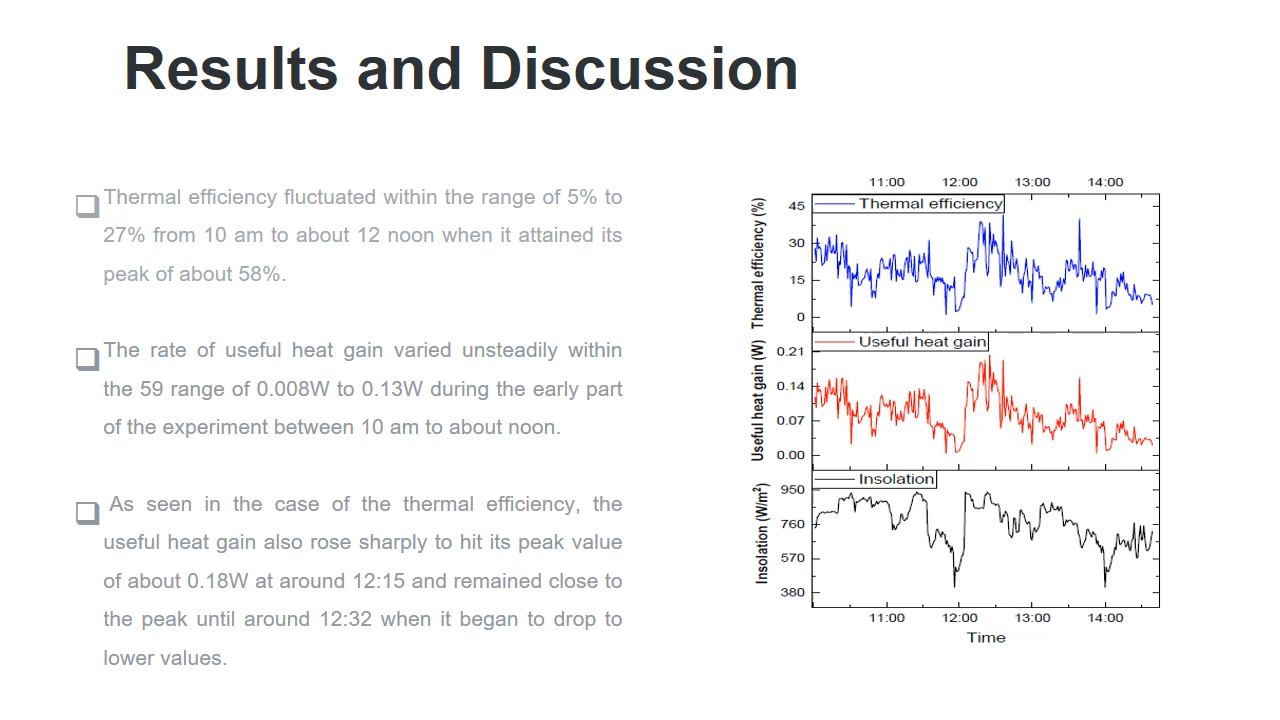 Results and Discussion
❑Thermal efficiency fluctuated within the range of 5% to
27% from 10 am to about 12 noon when it attained its
peak of about 58%.
❑The rate of useful heat gain varied unsteadily within
the 59 range of 0.008W to 0.13W during the early part
of the experiment between 10 am to about noon.
❑ As seen in the case of the thermal efficiency, the
useful heat gain also rose sharply to hit its peak value
of about 0.18W at around 12:15 and remained close to
the peak until around 12:32 when it began to drop to
lower values.
11:00 12:00 13:00 14:00
Thermal efficiency
Thermal efficiency (%)
45
30
15
0
Useful heat gain
Useful heat gain (W)
0.21
0.14
0.07
0.00
Insolation
Insolation (W/m²)
950
760
570
380
11:00 12:00 13:00 14:00
Time